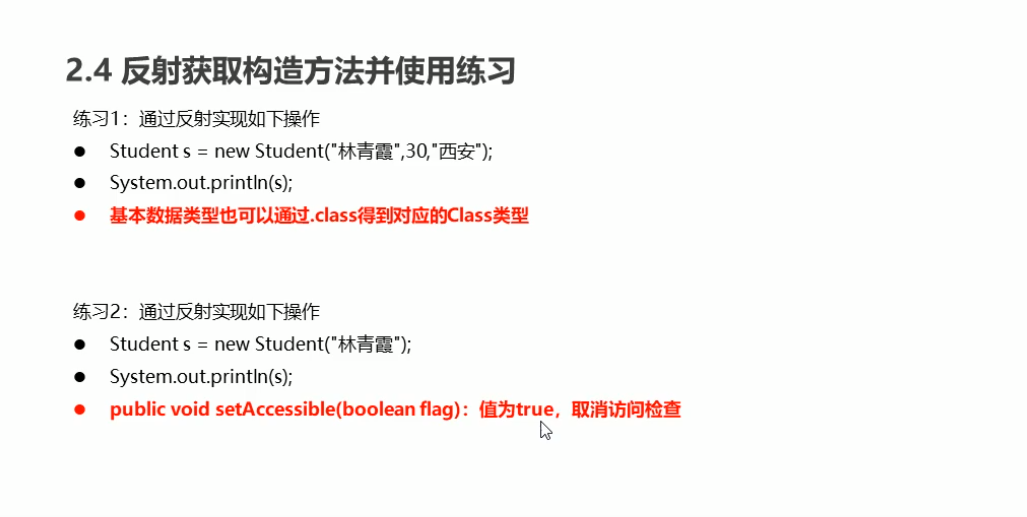 2.4 反射获取构造方法并使用练习
练习1：通过反射实现如下操作
● Student s = new Student("林青霞",30,"西安");
● System.out.println(s);
● 基本数据类型也可以通过.class得到对应的Class类型
练习2：通过反射实现如下操作
● Student s = new Student("林青霞");
● System.out.println(s);
● public void setAccessible(boolean flag)：值为true，取消访问检查